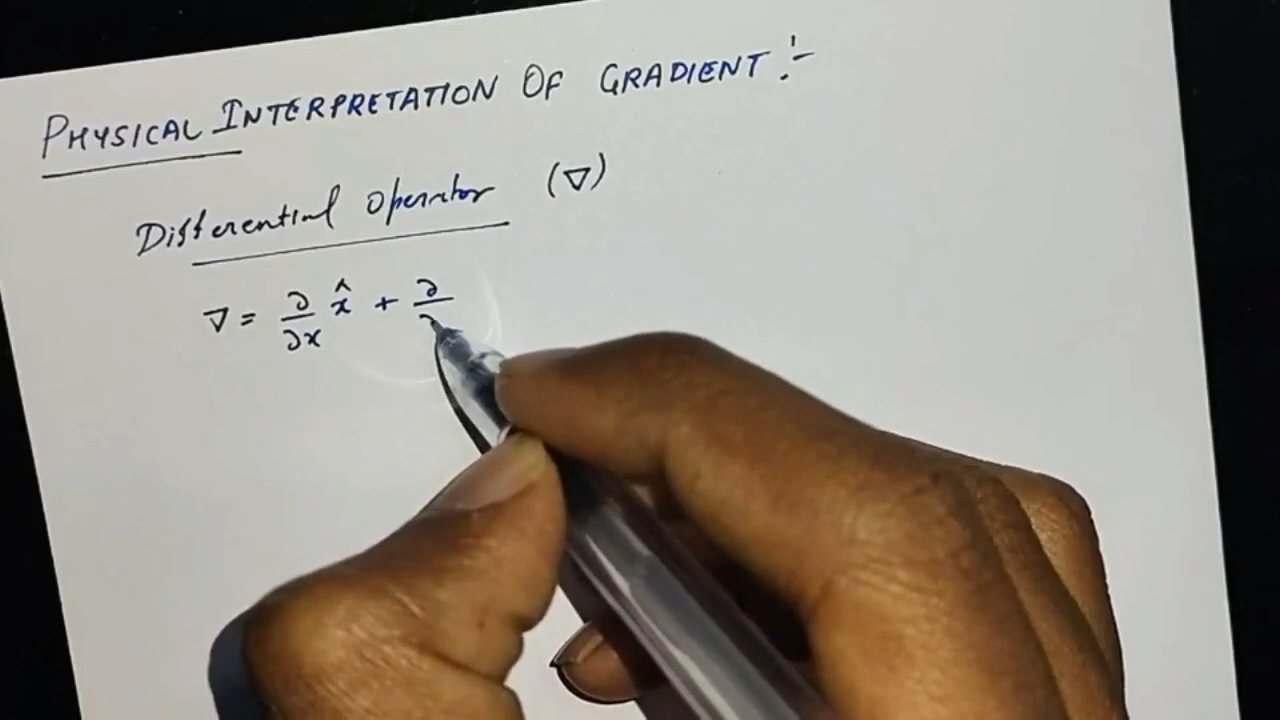 PHYSICAL INTERPRETATION OF GRADIENT :-
Differential Operator (∇)
∇ = ∂/∂x x̂ + ∂/∂